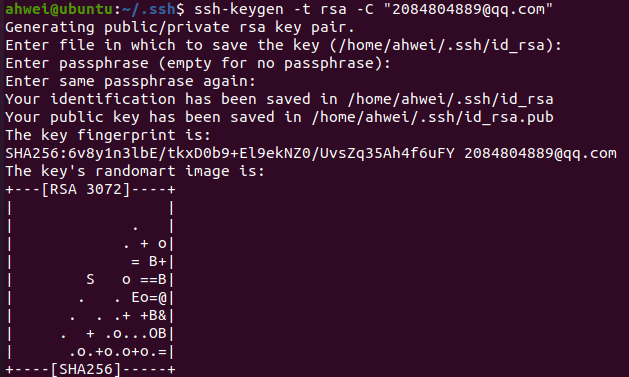 ahwei@ubuntu:~/.ssh$ ssh-keygen -t rsa -C "2084804889@qq.com"
Generating public/private rsa key pair.
Enter file in which to save the key (/home/ahwei/.ssh/id_rsa):
Enter passphrase (empty for no passphrase):
Enter same passphrase again:
Your identification has been saved in /home/ahwei/.ssh/id_rsa
Your public key has been saved in /home/ahwei/.ssh/id_rsa.pub
The key fingerprint is:
SHA256:6v8y1n3lbE/tkxD0b9+El9ekNZ0/UvsZq35Ah4f6uFY 2084804889@qq.com
The key's randomart image is:
+---[RSA 3072]----+
|                 |
|             .   |
|            . + o|
|             = B+|
|        S   o ==B|
|       .   . Eo=@|
|      .  . .+ +B&|
|     .  + .o...OB|
|      .o.+o.o+o.=|
+----[SHA256]-----+